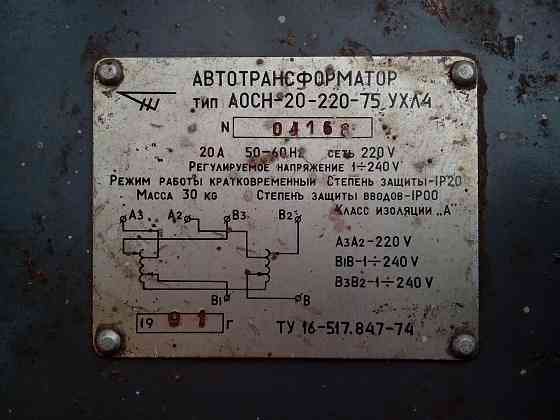 АВТОТРАНСФОРМАТОР
ТИП АОСН-20-220-75 УХЛ4
N 04168
20 А 50-60 Hz СЕТЬ 220 V
РЕГУЛИРУЕМОЕ НАПРЯЖЕНИЕ 1÷240 V
РЕЖИМ РАБОТЫ КРАТКОВРЕМЕННЫЙ СТЕПЕНЬ ЗАЩИТЫ-IP20
МАССА 30 KG СТЕПЕНЬ ЗАЩИТЫ ВВОДОВ-IP00
КЛАСС ИЗОЛЯЦИИ „А"
А3 А2 В3 В2
А3А2-220 V
В1В-1÷240 V
В3В2-1÷240 V
В1 В
19 91 Г
ТУ 16-517.847-74